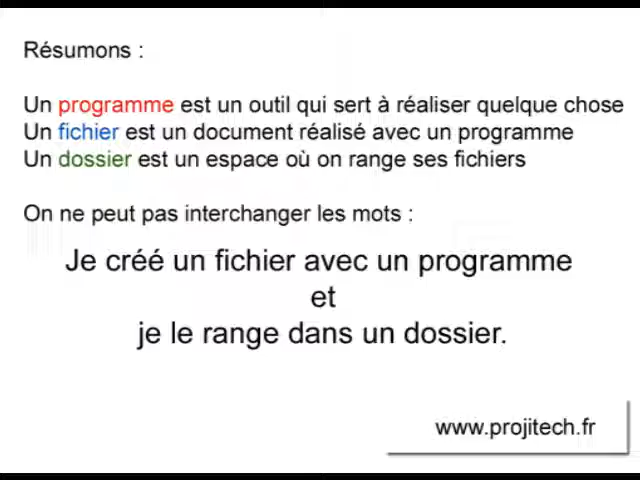 Résumons :
Un programme est un outil qui sert à réaliser quelque chose
Un fichier est un document réalisé avec un programme
Un dossier est un espace où on range ses fichiers
On ne peut pas interchanger les mots :
Je créé un fichier avec un programme
et
je le range dans un dossier.
www.projitech.fr